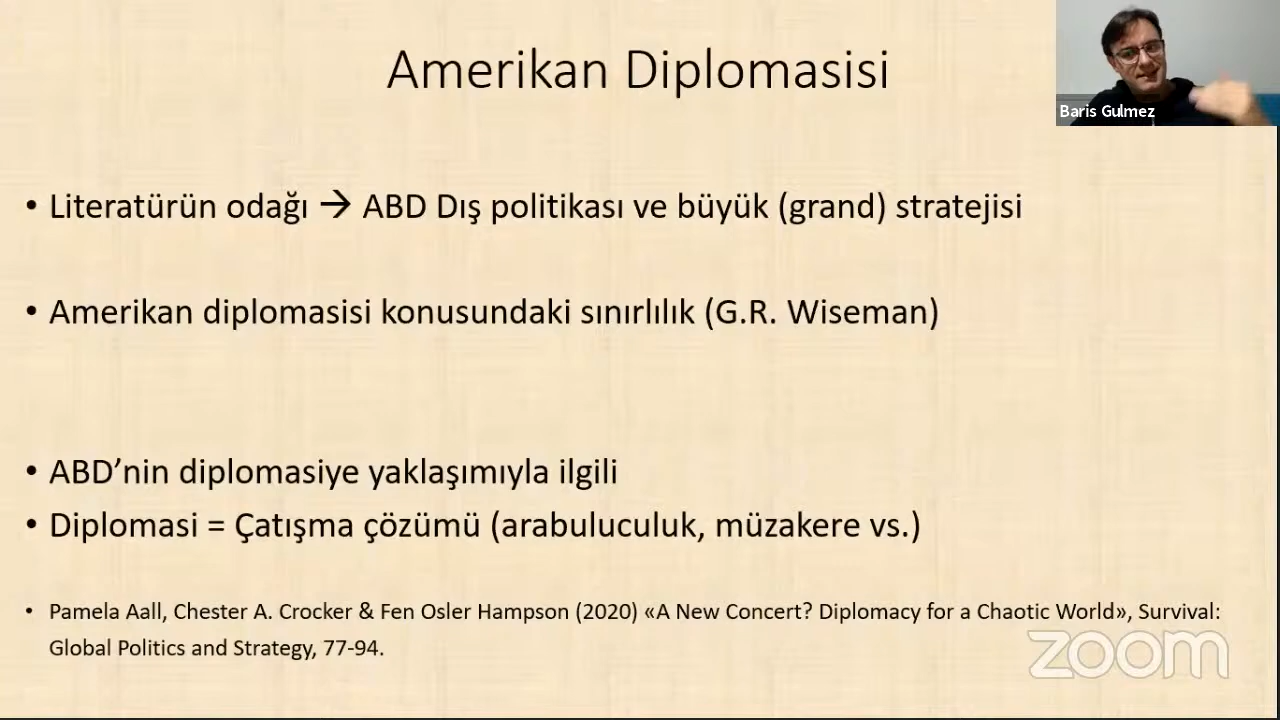 Amerikan Diplomasisi
Baris Gulmez
• Literatürün odağı → ABD Dış politikası ve büyük (grand) stratejisi
• Amerikan diplomasisi konusundaki sınırlılık (G.R. Wiseman)
• ABD’nin diplomasiye yaklaşımıyla ilgili
• Diplomasi = Çatışma çözümü (arabuluculuk, müzakere vs.)
• Pamela Aall, Chester A. Crocker & Fen Osler Hampson (2020) «A New Concert? Diplomacy for a Chaotic World», Survival:
Global Politics and Strategy, 77-94.
zoom